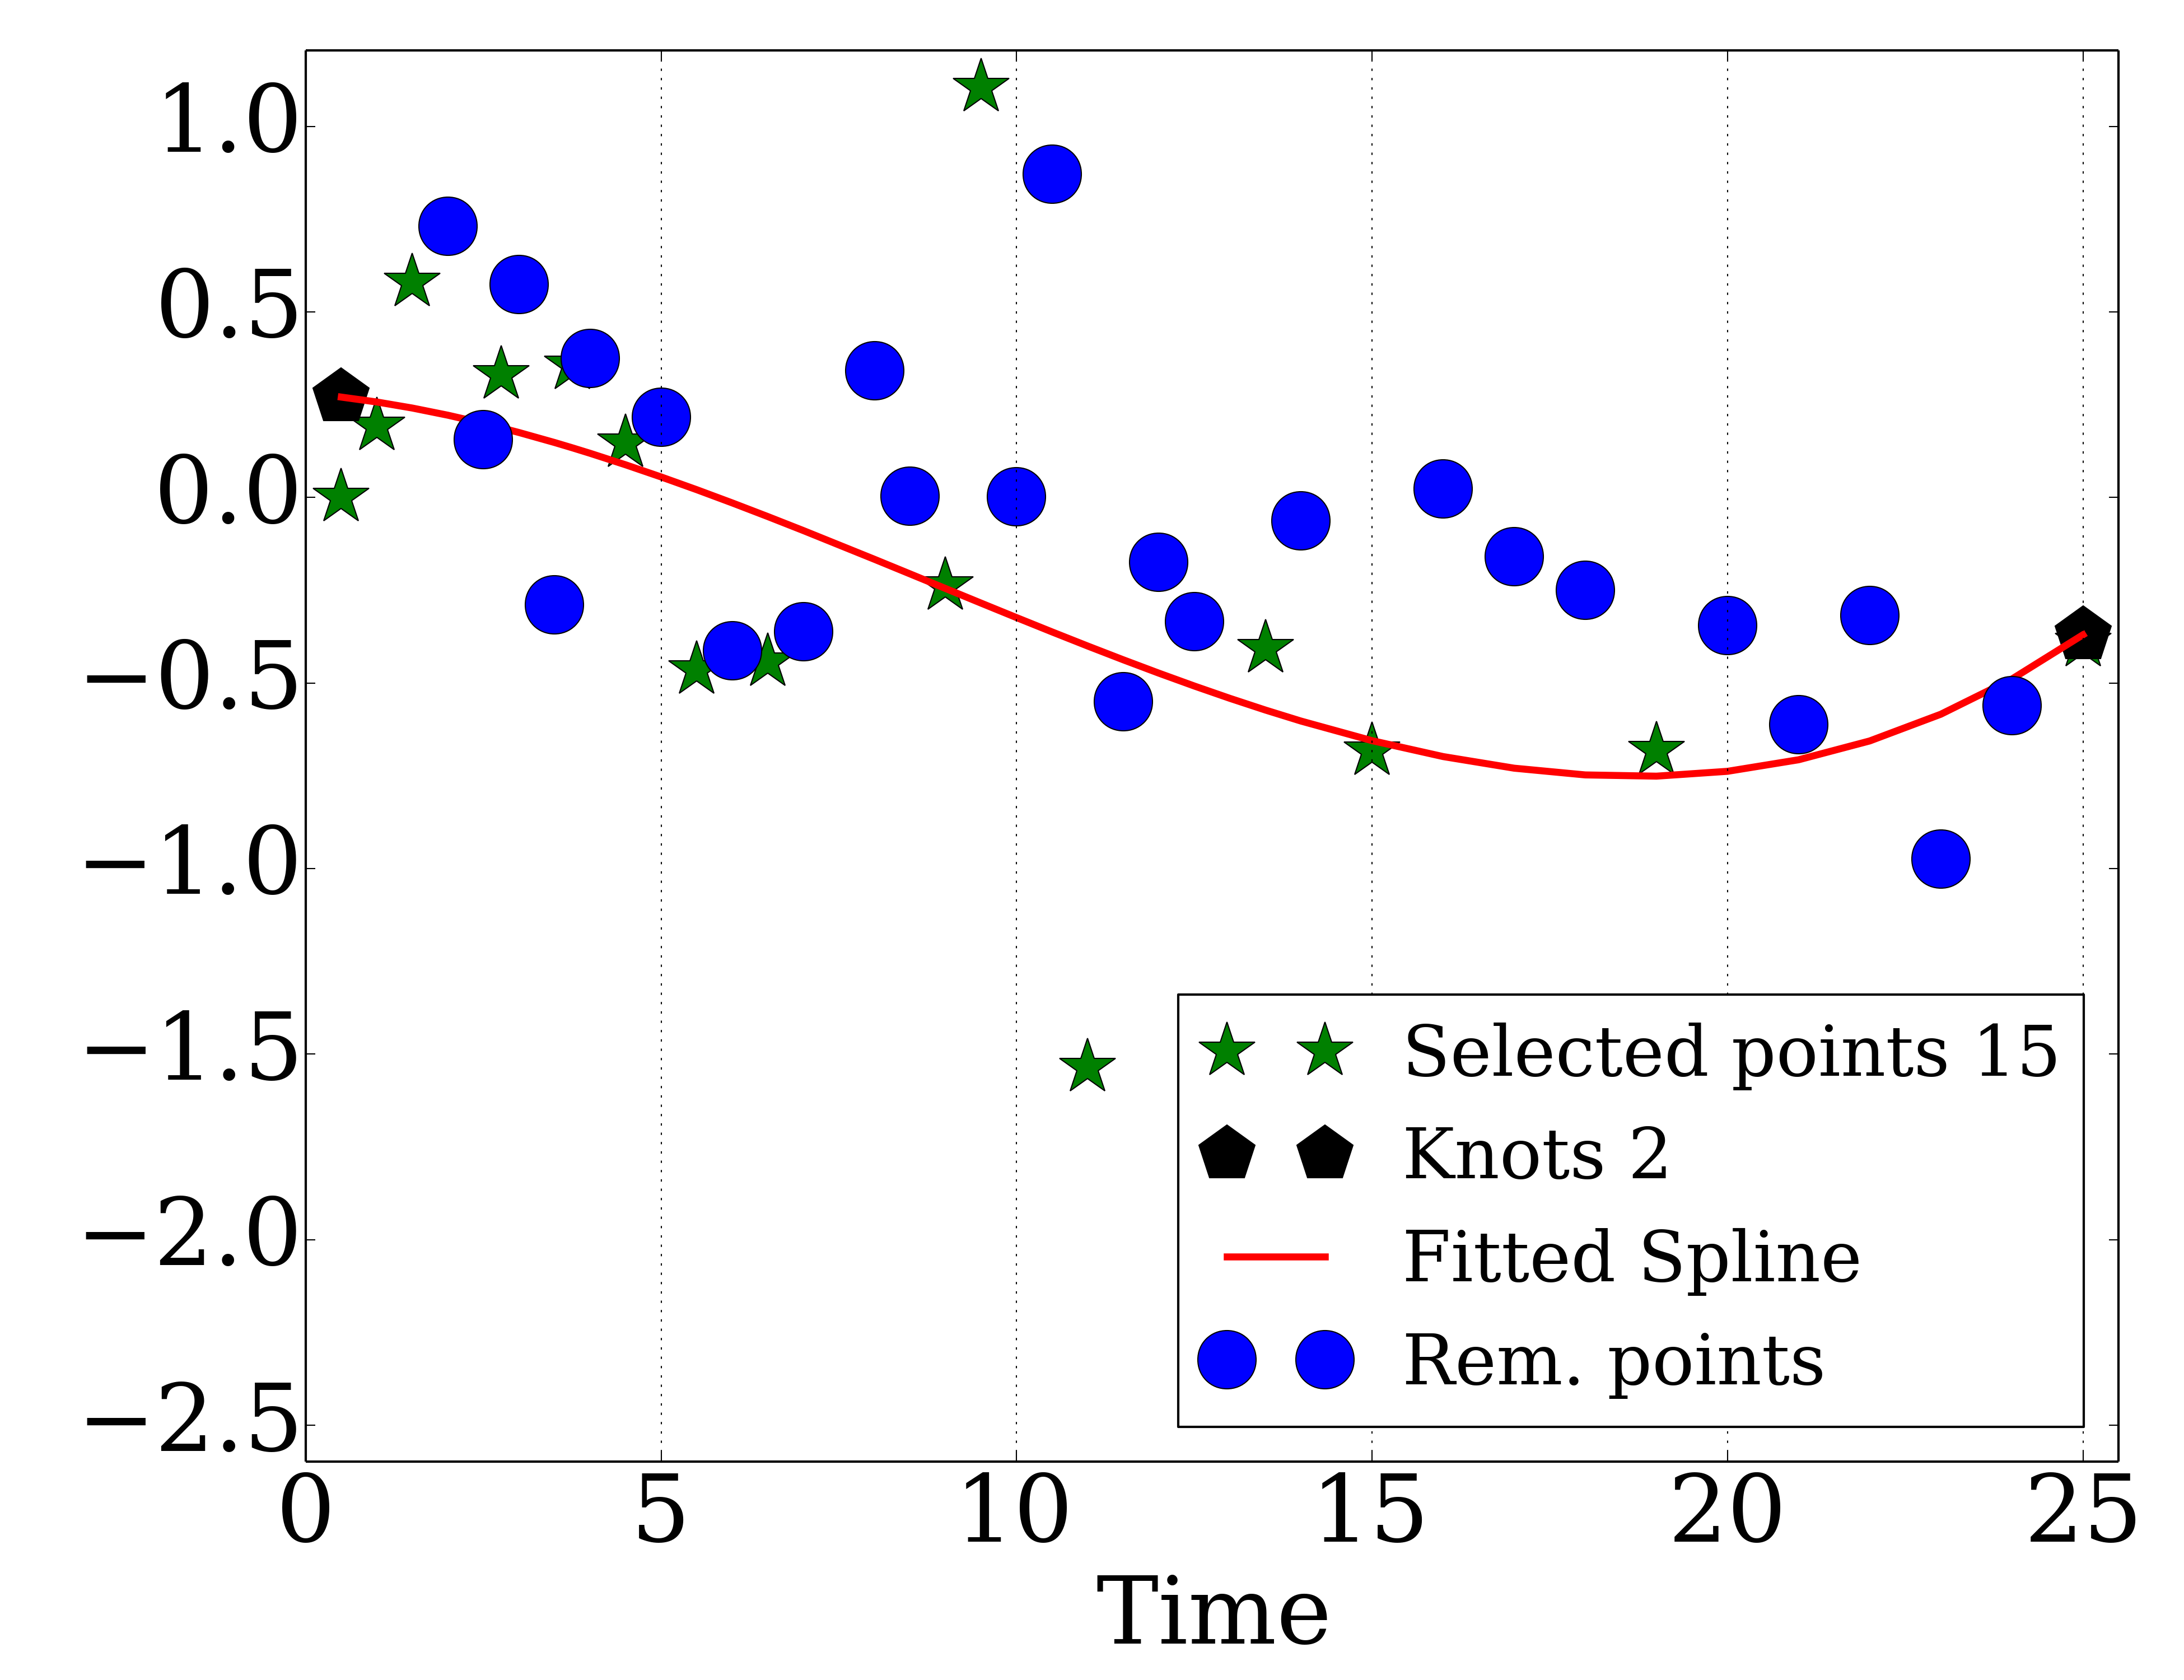 1.0
0.5
0.0
−0.5
−1.0
−1.5
−2.0
−2.5
0 5 10 15 20 25
Time
Selected points 15
Knots 2
Fitted Spline
Rem. points